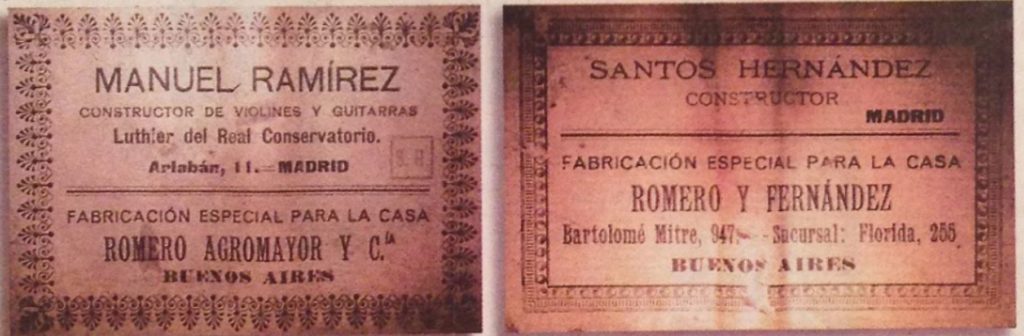 MANUEL RAMÍREZ
CONSTRUCTOR DE VIOLINES Y GUITARRAS
Luthier del Real Conservatorio.
Arlabán, 11.—MADRID
S. H.
FABRICACIÓN ESPECIAL PARA LA CASA
ROMERO AGROMAYOR Y C.ÍA
BUENOS AIRES
SANTOS HERNÁNDEZ
CONSTRUCTOR
MADRID
FABRICACIÓN ESPECIAL PARA LA CASA
ROMERO Y FERNÁNDEZ
Bartolomé Mitre, 947.—Sucursal: Florida, 255
BUENOS AIRES